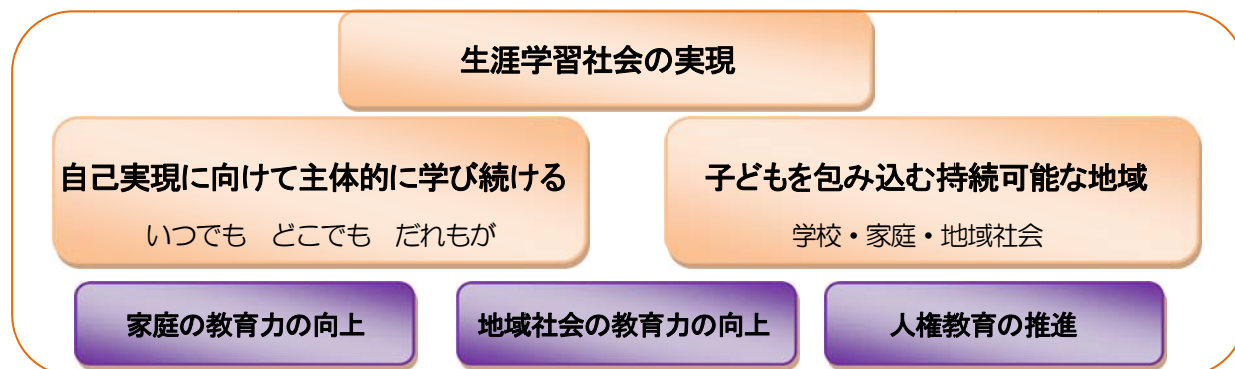 生涯学習社会の実現
自己実現に向けて主体的に学び続ける
いつでも　どこでも　だれもが
子どもを包み込む持続可能な地域
学校・家庭・地域社会
家庭の教育力の向上
地域社会の教育力の向上
人権教育の推進